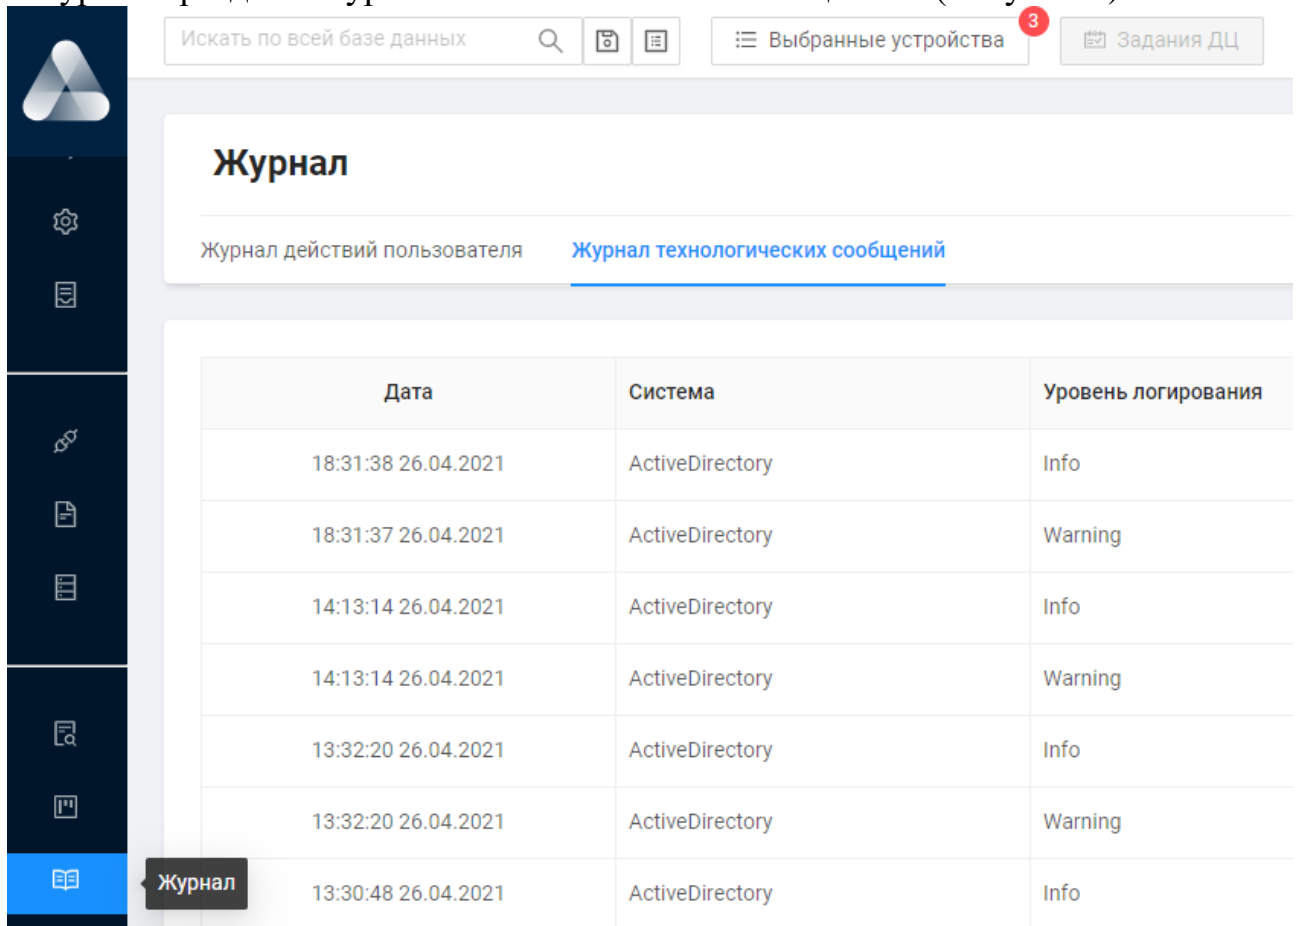 Искать по всей базе данных
Выбранные устройства
3
Задания ДЦ
Журнал
Журнал действий пользователя Журнал технологических сообщений
Дата Система Уровень логирования
18:31:38 26.04.2021 ActiveDirectory Info
18:31:37 26.04.2021 ActiveDirectory Warning
14:13:14 26.04.2021 ActiveDirectory Info
14:13:14 26.04.2021 ActiveDirectory Warning
13:32:20 26.04.2021 ActiveDirectory Info
13:32:20 26.04.2021 ActiveDirectory Warning
Журнал
13:30:48 26.04.2021 ActiveDirectory Info